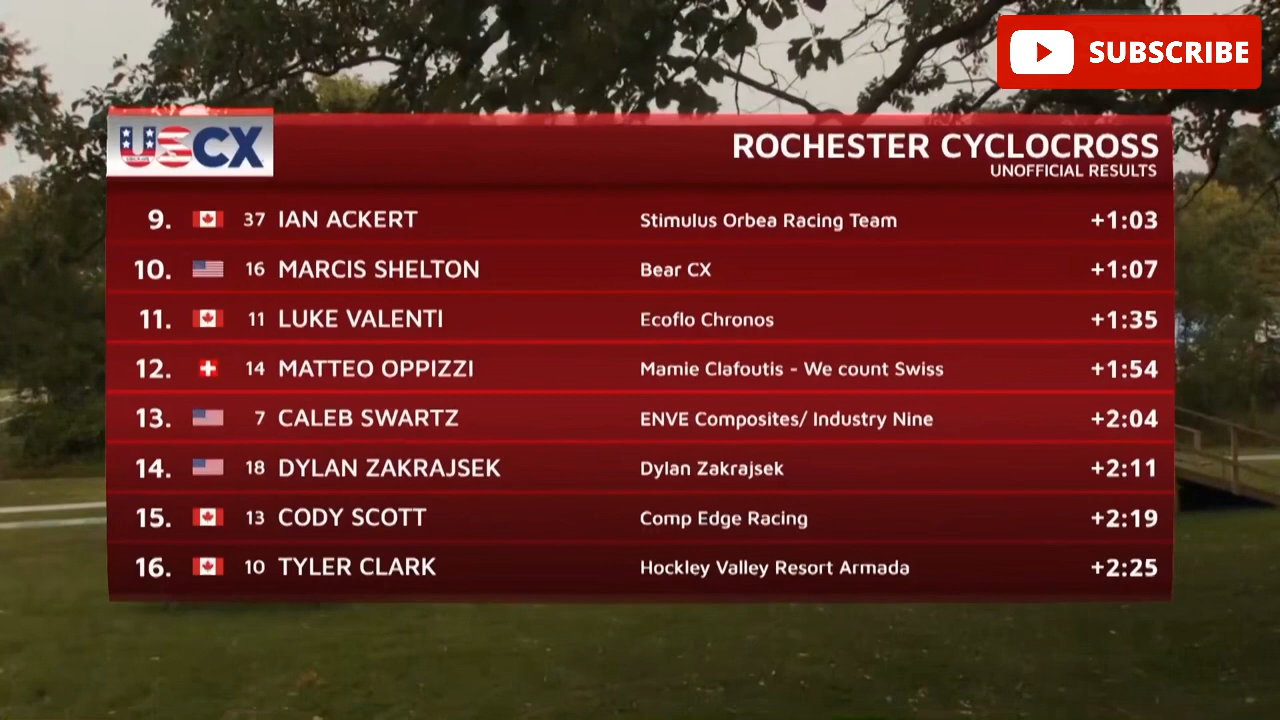 SUBSCRIBE
USCX
ROCHESTER CYCLOCROSS
UNOFFICIAL RESULTS
9. 37 IAN ACKERT Stimulus Orbea Racing Team +1:03
10. 16 MARCIS SHELTON Bear CX +1:07
11. 11 LUKE VALENTI Ecoflo Chronos +1:35
12. 14 MATTEO OPPIZZI Mamie Clafoutis - We count Swiss +1:54
13. 7 CALEB SWARTZ ENVE Composites/ Industry Nine +2:04
14. 18 DYLAN ZAKRAJSEK Dylan Zakrajsek +2:11
15. 13 CODY SCOTT Comp Edge Racing +2:19
16. 10 TYLER CLARK Hockley Valley Resort Armada +2:25